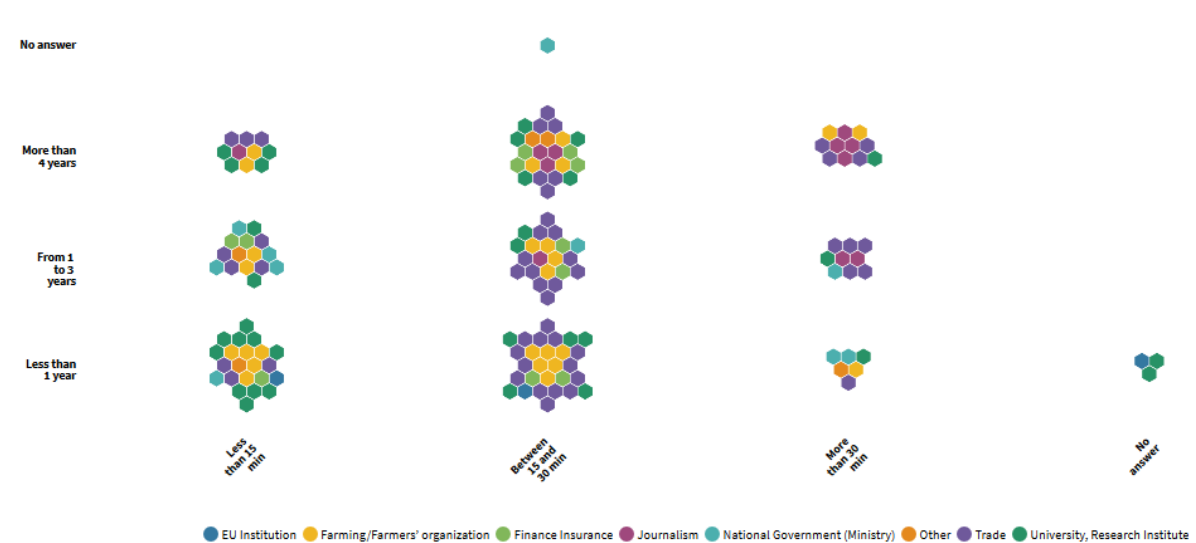 No answer
More than
4 years
From 1
to 3
years
Less than
1 year
Less
than 15
min
Between
15 and
30 min
More
than 30
min
No
answer
EU Institution Farming/Farmers' organization Finance Insurance Journalism National Government (Ministry) Other Trade University, Research Institute